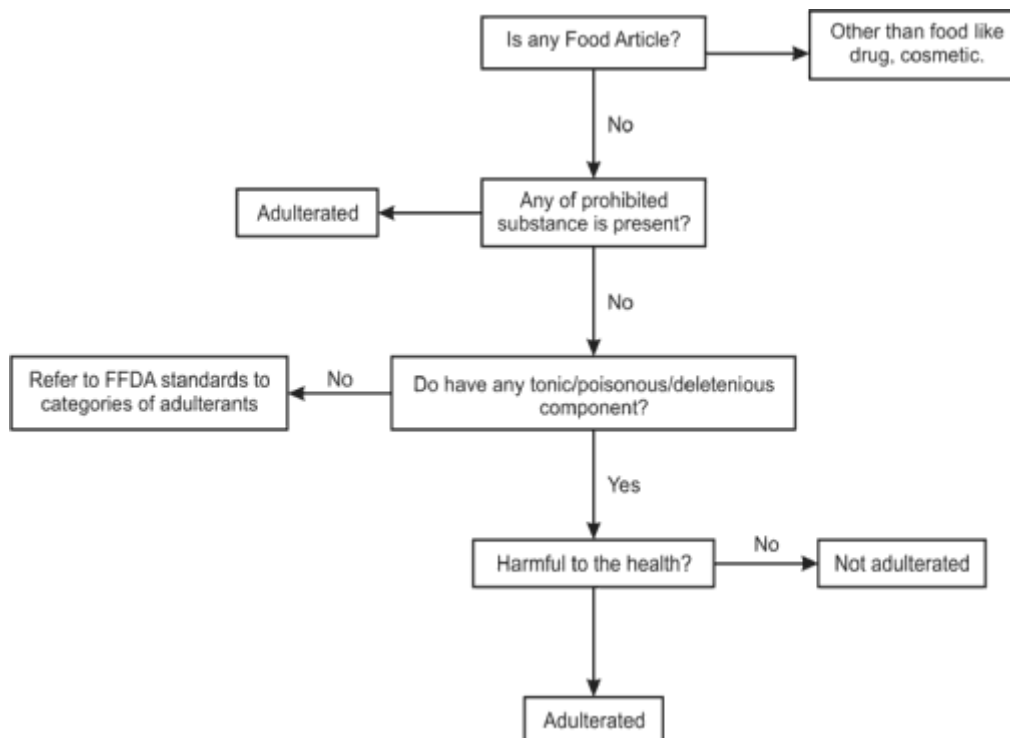 Is any Food Article?
Other than food like
drug, cosmetic.
No
Any of prohibited
substance is present?
Adulterated
No
Refer to FFDA standards to
categories of adulterants
No
Do have any tonic/poisonous/deletenious
component?
Yes
Harmful to the health?
No
Not adulterated
Adulterated